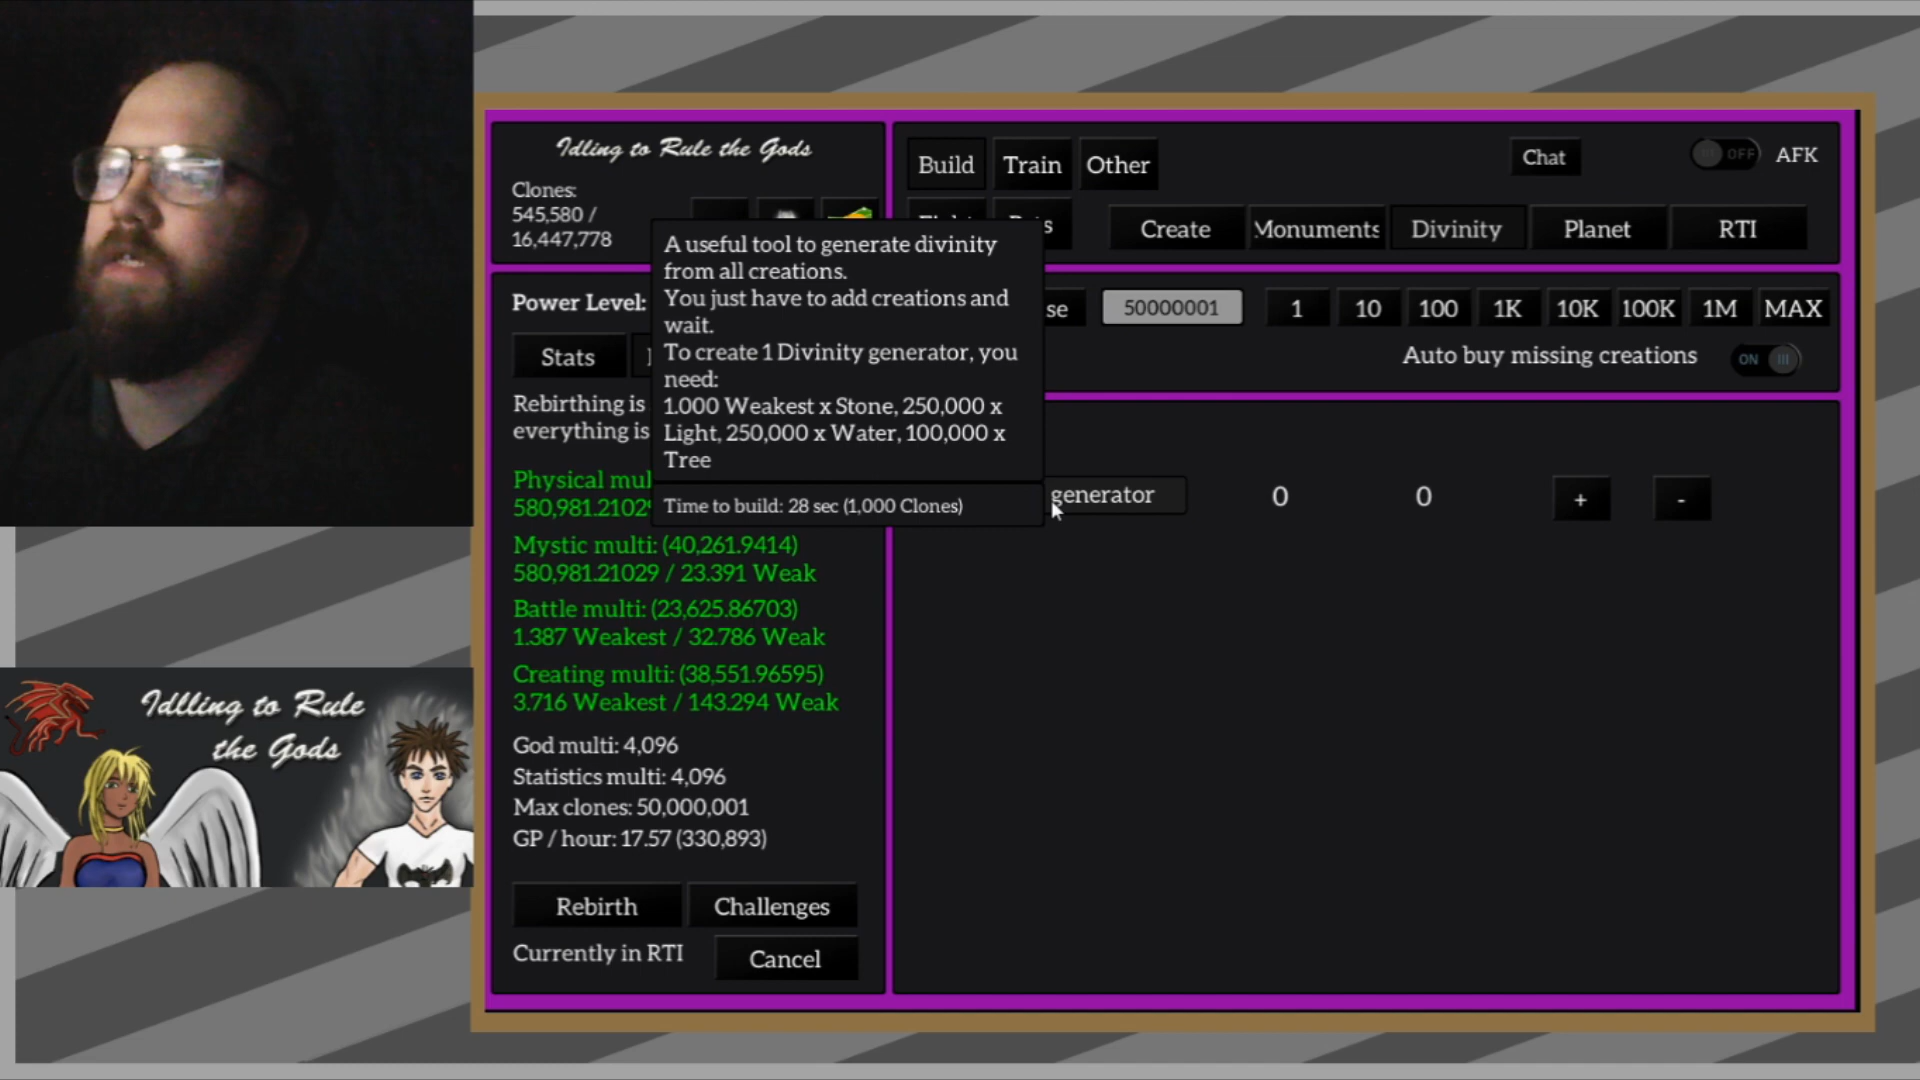 Idling to Rule the Gods
Clones:
545,580 /
16,447,778
Build
Train
Other
Chat
OFF
AFK
Create
Monuments
Divinity
Planet
RTI
A useful tool to generate divinity
from all creations.
You just have to add creations and
wait.
To create 1 Divinity generator, you
need:
1.000 Weakest x Stone, 250,000 x
Light, 250,000 x Water, 100,000 x
Tree
Time to build: 28 sec (1,000 Clones)
Power Level:
Stats
se
50000001
1
10
100
1K
10K
100K
1M
MAX
Auto buy missing creations
ON
Rebirthing is
everything is
generator
0
0
+
-
Physical mul
580,981.21029
Mystic multi: (40,261.9414)
580,981.21029 / 23.391 Weak
Battle multi: (23,625.86703)
1.387 Weakest / 32.786 Weak
Creating multi: (38,551.96595)
3.716 Weakest / 143.294 Weak
God multi: 4,096
Statistics multi: 4,096
Max clones: 50,000,001
GP / hour: 17.57 (330,893)
Rebirth
Challenges
Currently in RTI
Cancel
Idlling to Rule
the Gods